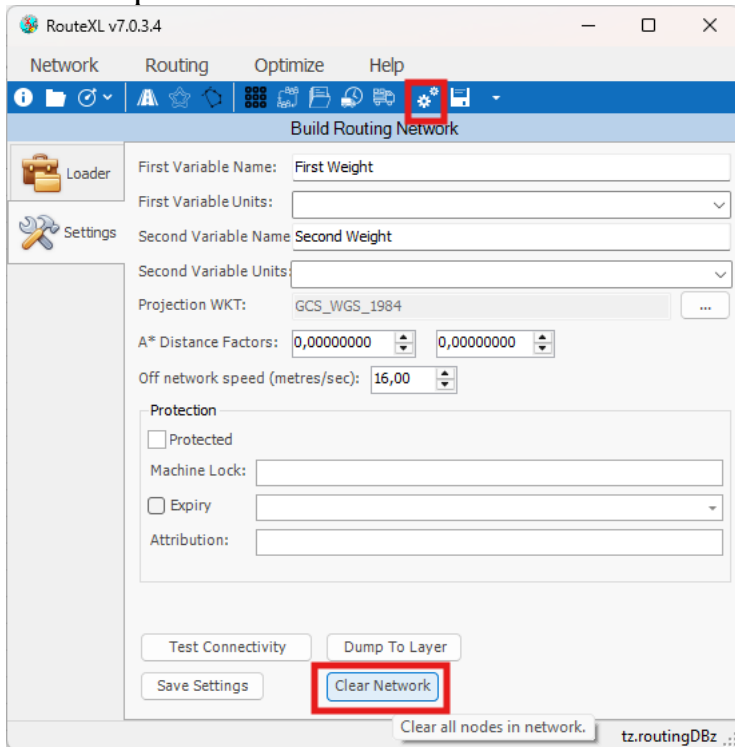 RouteXL v7.0.3.4
Network Routing Optimize Help
Build Routing Network
Loader
Settings
First Variable Name: First Weight
First Variable Units:
Second Variable Name Second Weight
Second Variable Units:
Projection WKT: GCS_WGS_1984 ...
A* Distance Factors: 0,00000000 0,00000000
Off network speed (metres/sec): 16,00
Protection
Protected
Machine Lock:
Expiry
Attribution:
Test Connectivity Dump To Layer
Save Settings Clear Network
Clear all nodes in network.
tz.routingDBz